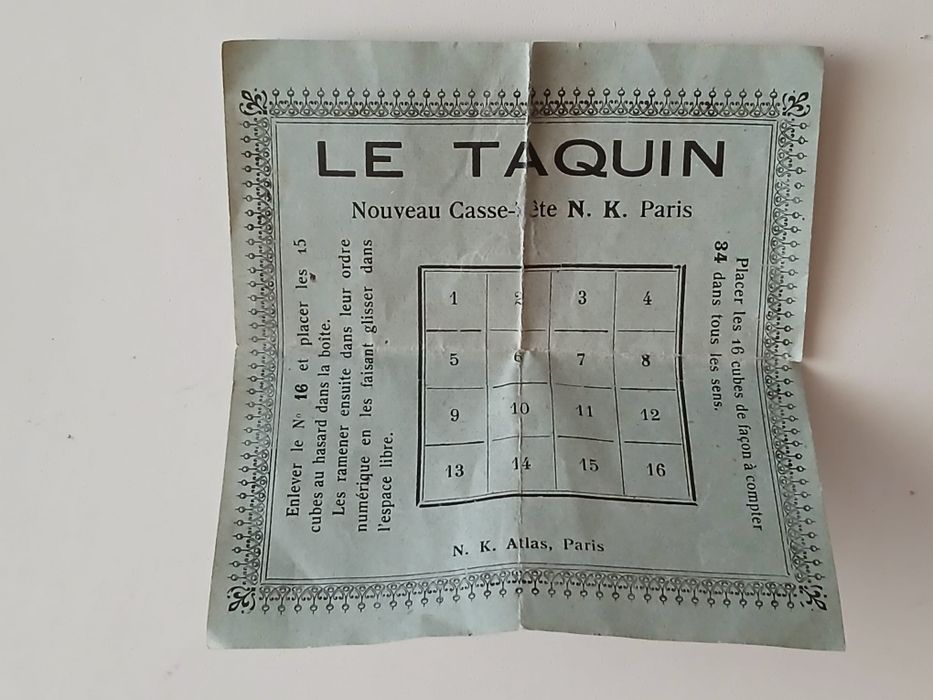 LE TAQUIN
Nouveau Casse-tête N. K. Paris
Enlever le N° 16 et placer les 15
cubes au hasard dans la boîte.
Les ramener ensuite dans leur ordre
numérique en les faisant glisser dans
l'espace libre.
1 2 3 4
5 6 7 8
9 10 11 12
13 14 15 16
Placer les 16 cubes de façon à compter
34 dans tous les sens.
N. K. Atlas, Paris